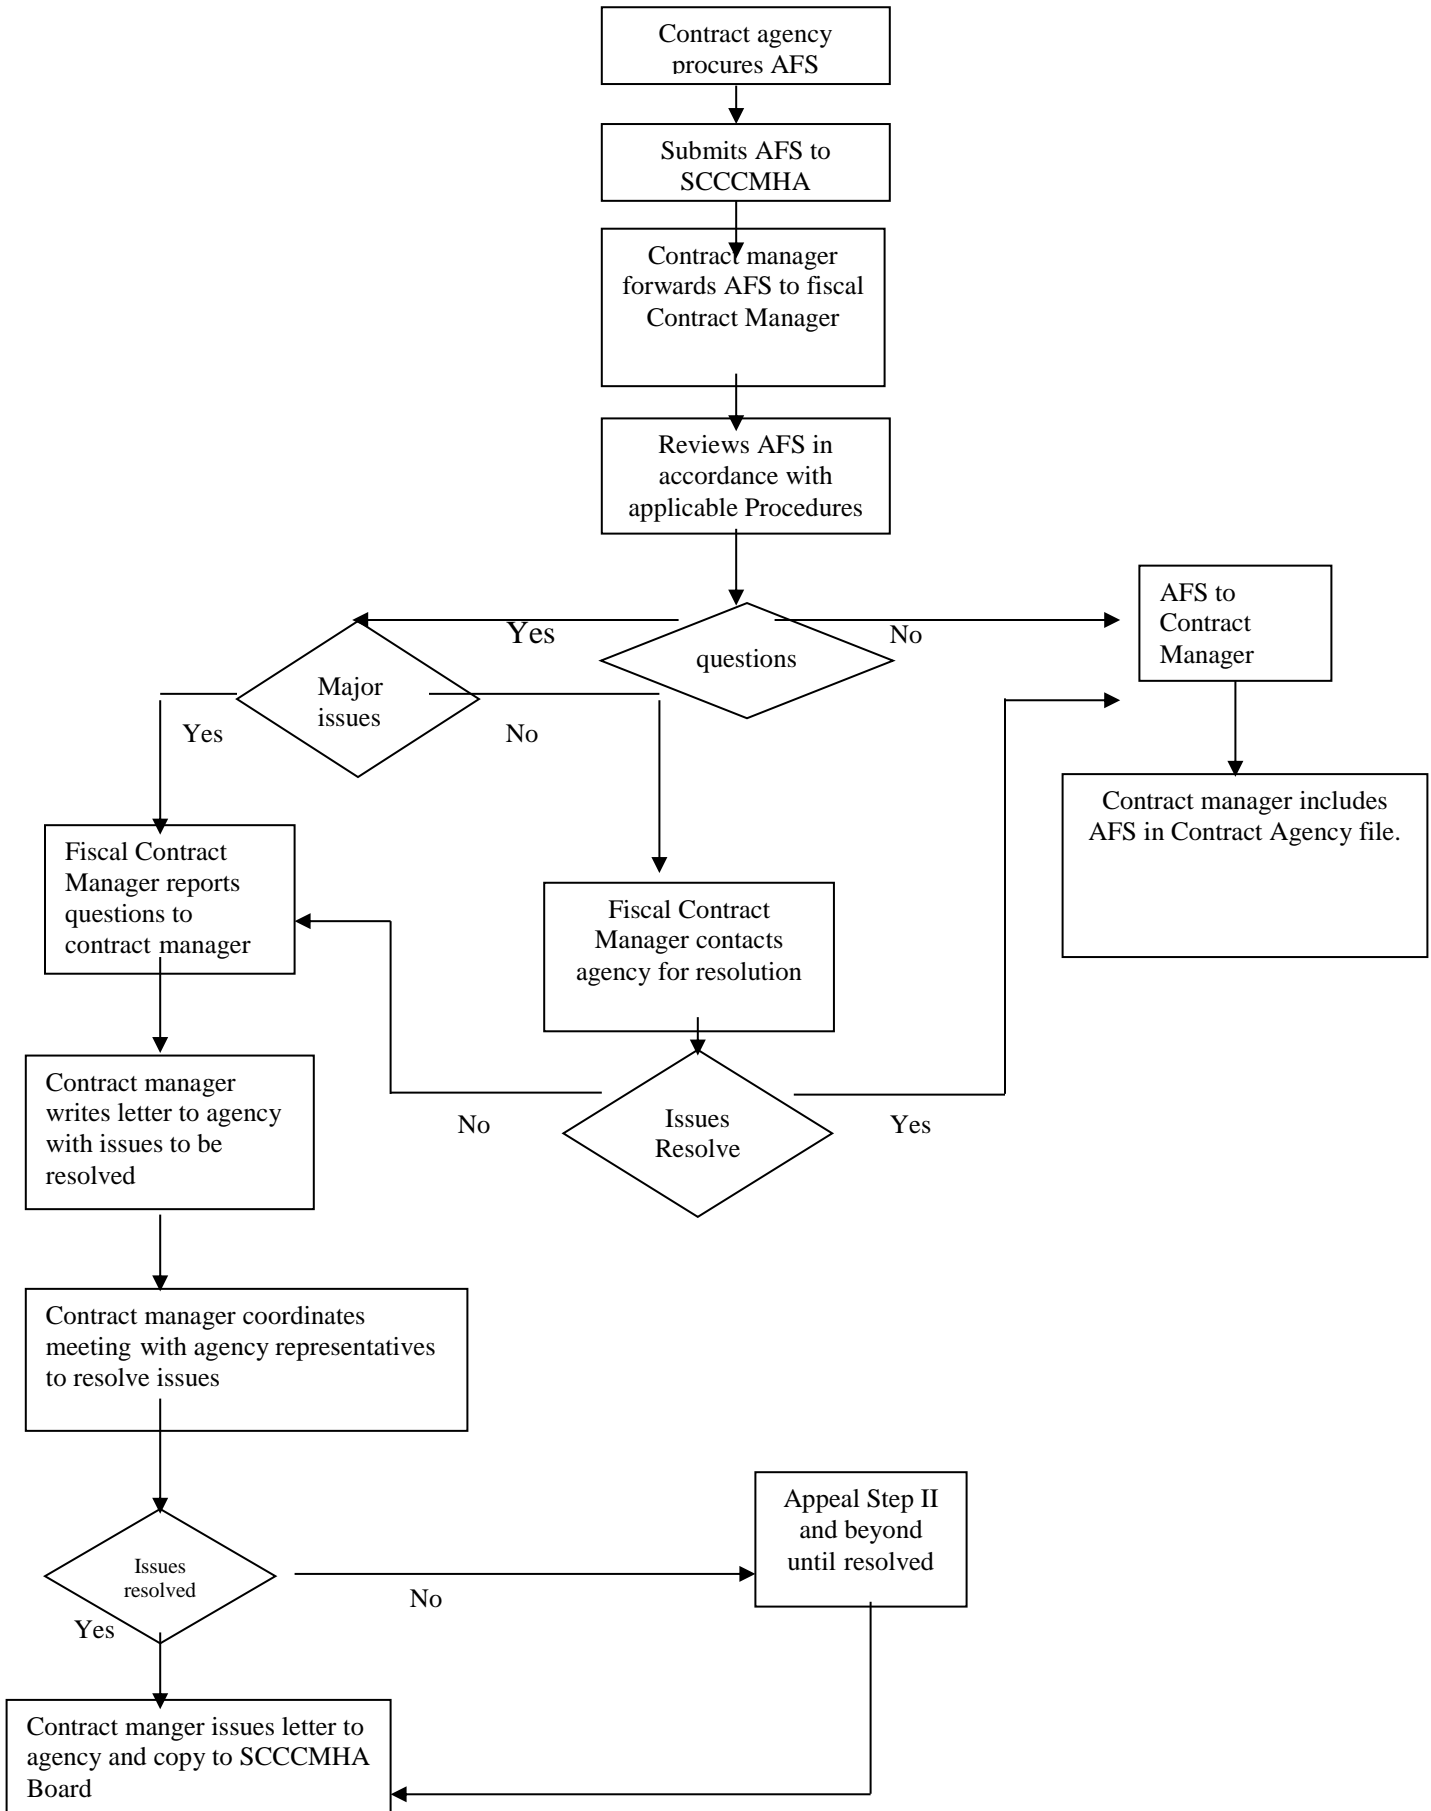 Contract agency
procures AFS
Submits AFS to
SCCCMHA
Contract manager
forwards AFS to fiscal
Contract Manager
Reviews AFS in
accordance with
applicable Procedures
questions
Yes
No
AFS to
Contract
Manager
Major
issues
Yes
No
Contract manager includes
AFS in Contract Agency file.
Fiscal Contract
Manager reports
questions to
contract manager
Fiscal Contract
Manager contacts
agency for resolution
Contract manager
writes letter to agency
with issues to be
resolved
No
Issues
Resolve
Yes
Contract manager coordinates
meeting with agency representatives
to resolve issues
Appeal Step II
and beyond
until resolved
Issues
resolved
No
Yes
Contract manger issues letter to
agency and copy to SCCCMHA
Board